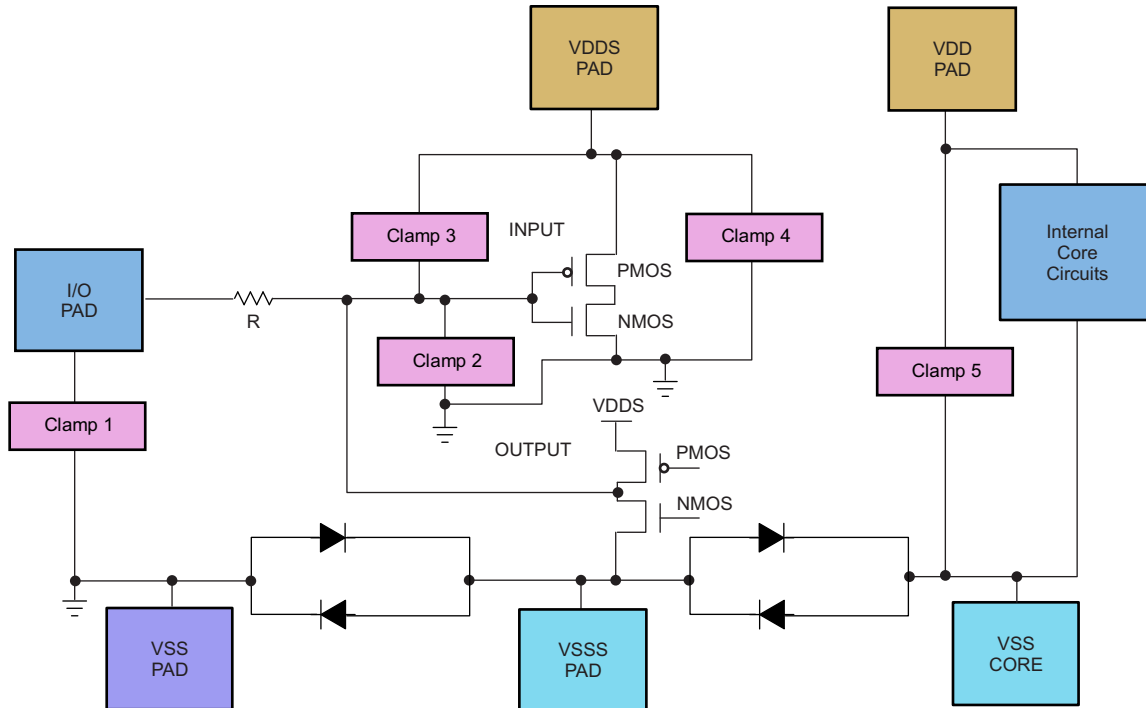 VDDS
PAD
VDD
PAD
Clamp 3
INPUT
Clamp 4
Internal
Core
Circuits
I/O
PAD
R
PMOS
NMOS
Clamp 2
Clamp 5
Clamp 1
VDDS
OUTPUT
PMOS
NMOS
VSS
PAD
VSSS
PAD
VSS
CORE